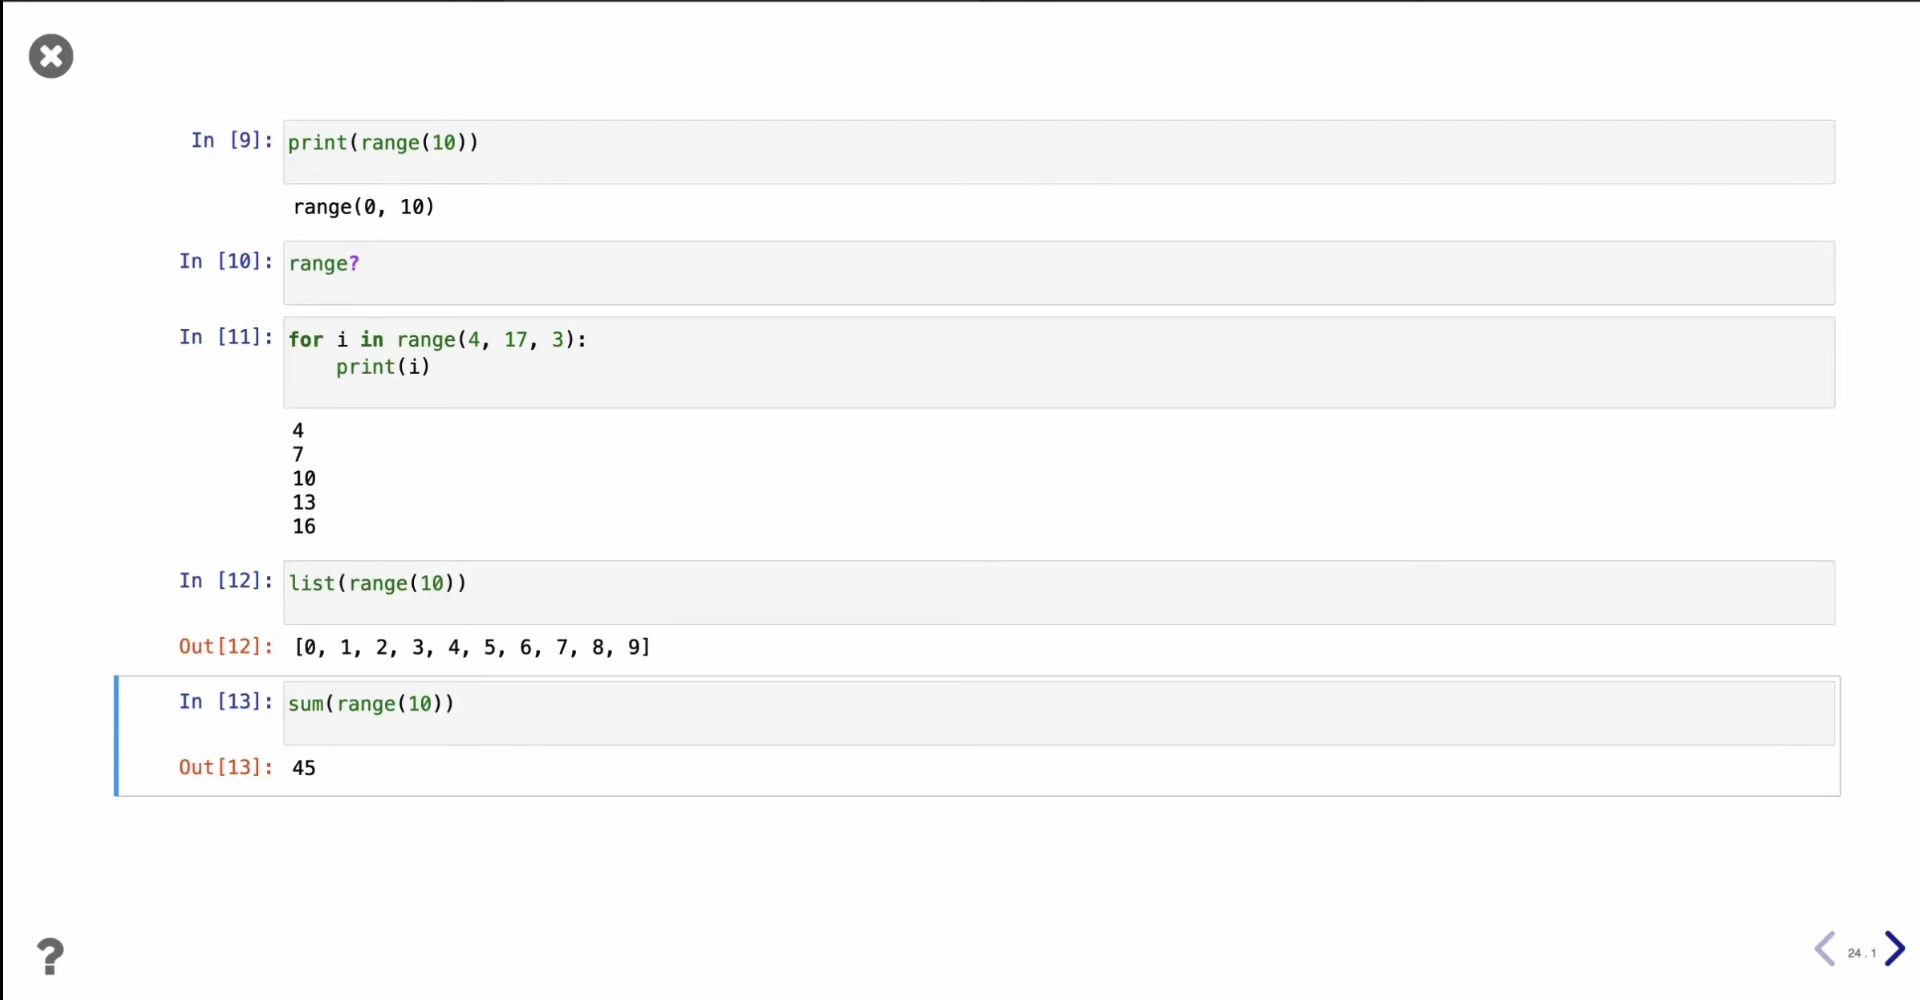 In [9]: print(range(10))
range(0, 10)
In [10]: range?
In [11]: for i in range(4, 17, 3):
    print(i)
4
7
10
13
16
In [12]: list(range(10))
Out[12]: [0, 1, 2, 3, 4, 5, 6, 7, 8, 9]
In [13]: sum(range(10))
Out[13]: 45
24.1